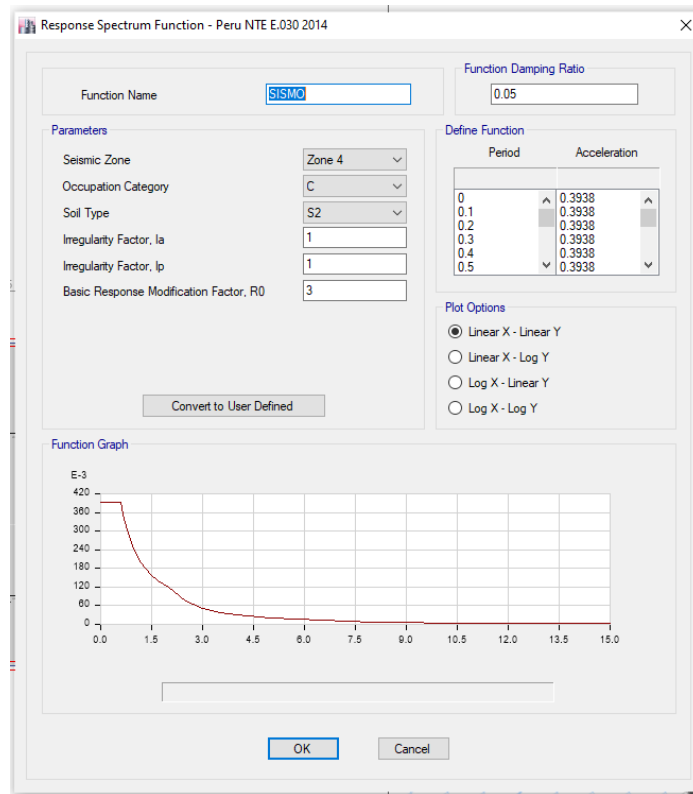 Response Spectrum Function - Peru NTE E.030 2014
Function Name
SISMO
Function Damping Ratio
0.05
Parameters
Seismic Zone
Zone 4
Occupation Category
C
Soil Type
S2
Irregularity Factor, Ia
1
Irregularity Factor, Ip
1
Basic Response Modification Factor, R0
3
Convert to User Defined
Define Function
Period Acceleration
0 0.3938
0.1 0.3938
0.2 0.3938
0.3 0.3938
0.4 0.3938
0.5 0.3938
Plot Options
Linear X - Linear Y
Linear X - Log Y
Log X - Linear Y
Log X - Log Y
Function Graph
E-3
420
360
300
240
180
120
60
0
0.0 1.5 3.0 4.5 6.0 7.5 9.0 10.5 12.0 13.5 15.0
OK Cancel